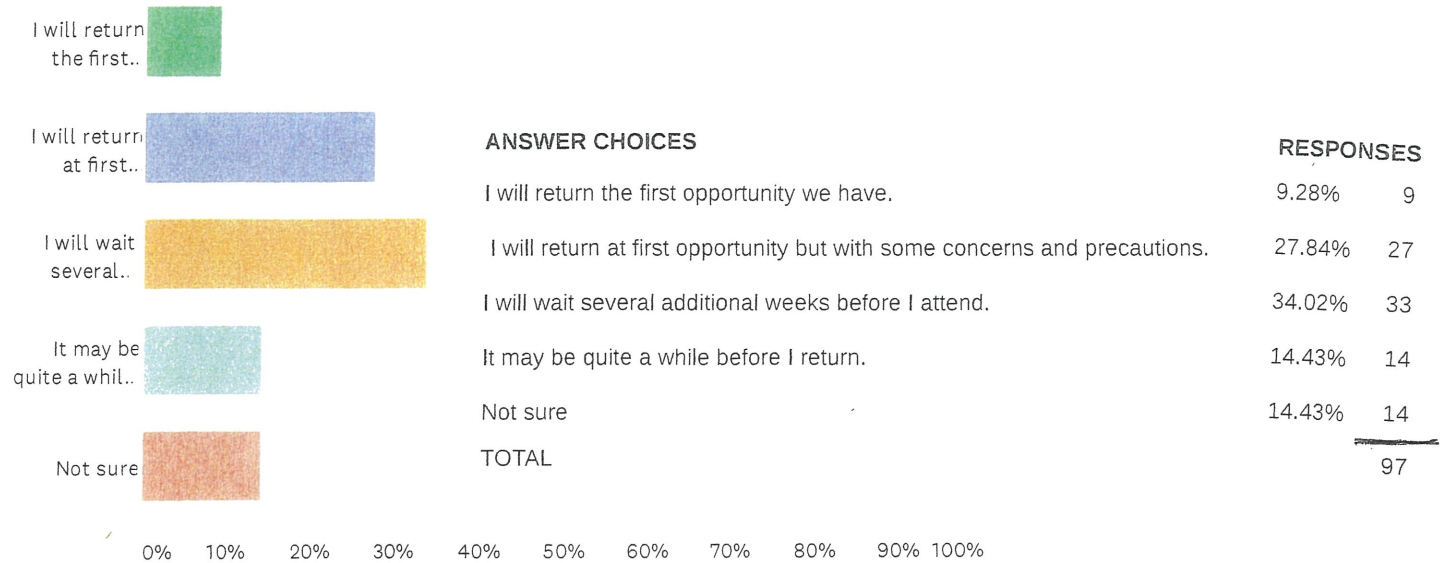 I will return
the first..
I will return
at first..
I will wait
several..
It may be
quite a whil..
Not sure
0% 10% 20% 30% 40% 50% 60% 70% 80% 90% 100%
ANSWER CHOICES RESPONSES
I will return the first opportunity we have. 9.28% 9
I will return at first opportunity but with some concerns and precautions. 27.84% 27
I will wait several additional weeks before I attend. 34.02% 33
It may be quite a while before I return. 14.43% 14
Not sure 14.43% 14
TOTAL 97